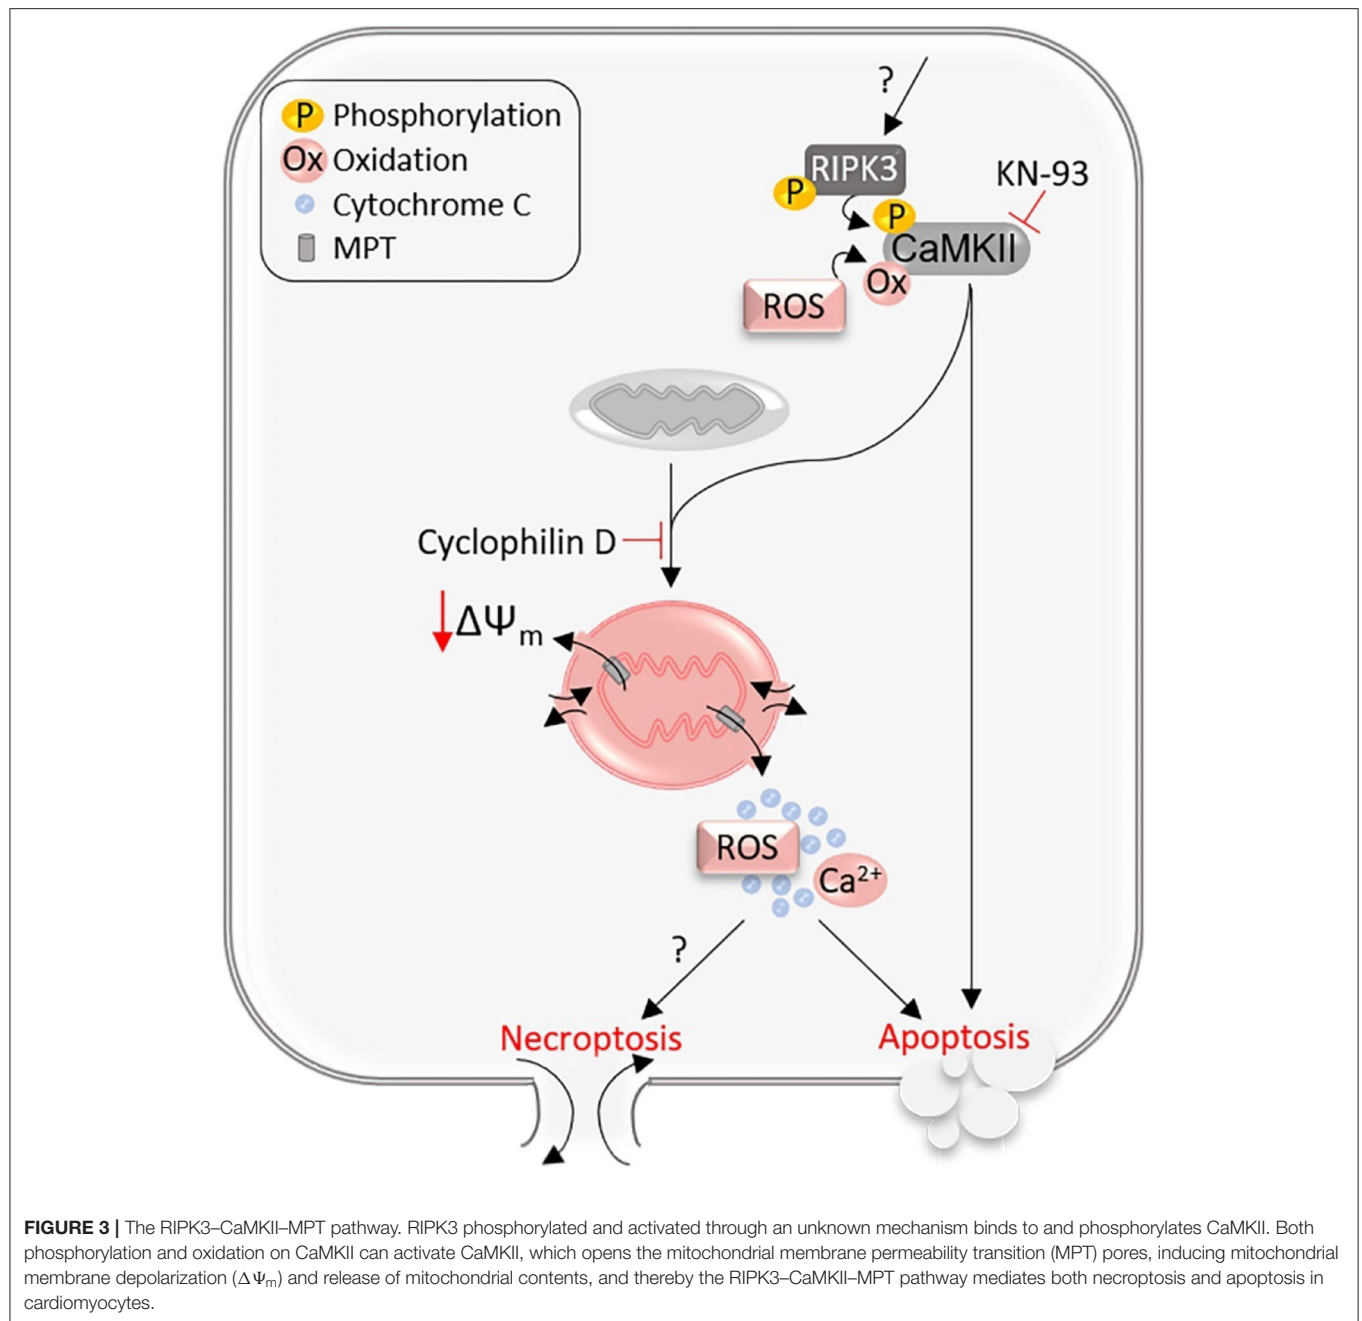 P Phosphorylation
Ox Oxidation
Cytochrome C
MPT
?
RIPK3
P
KN-93
P
CaMKII
Ox
ROS
Cyclophilin D
ΔΨm
ROS
Ca2+
?
Necroptosis
Apoptosis
FIGURE 3 | The RIPK3–CaMKII–MPT pathway. RIPK3 phosphorylated and activated through an unknown mechanism binds to and phosphorylates CaMKII. Both
phosphorylation and oxidation on CaMKII can activate CaMKII, which opens the mitochondrial membrane permeability transition (MPT) pores, inducing mitochondrial
membrane depolarization (ΔΨm) and release of mitochondrial contents, and thereby the RIPK3–CaMKII–MPT pathway mediates both necroptosis and apoptosis in
cardiomyocytes.